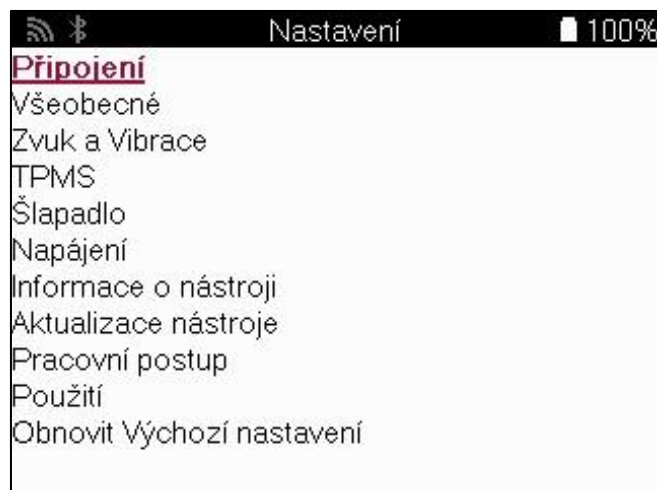 Nastavení 100%
Připojení
Všeobecné
Zvuk a Vibrace
TPMS
Šlapadlo
Napájení
Informace o nástroji
Aktualizace nástroje
Pracovní postup
Použití
Obnovit Výchozí nastavení